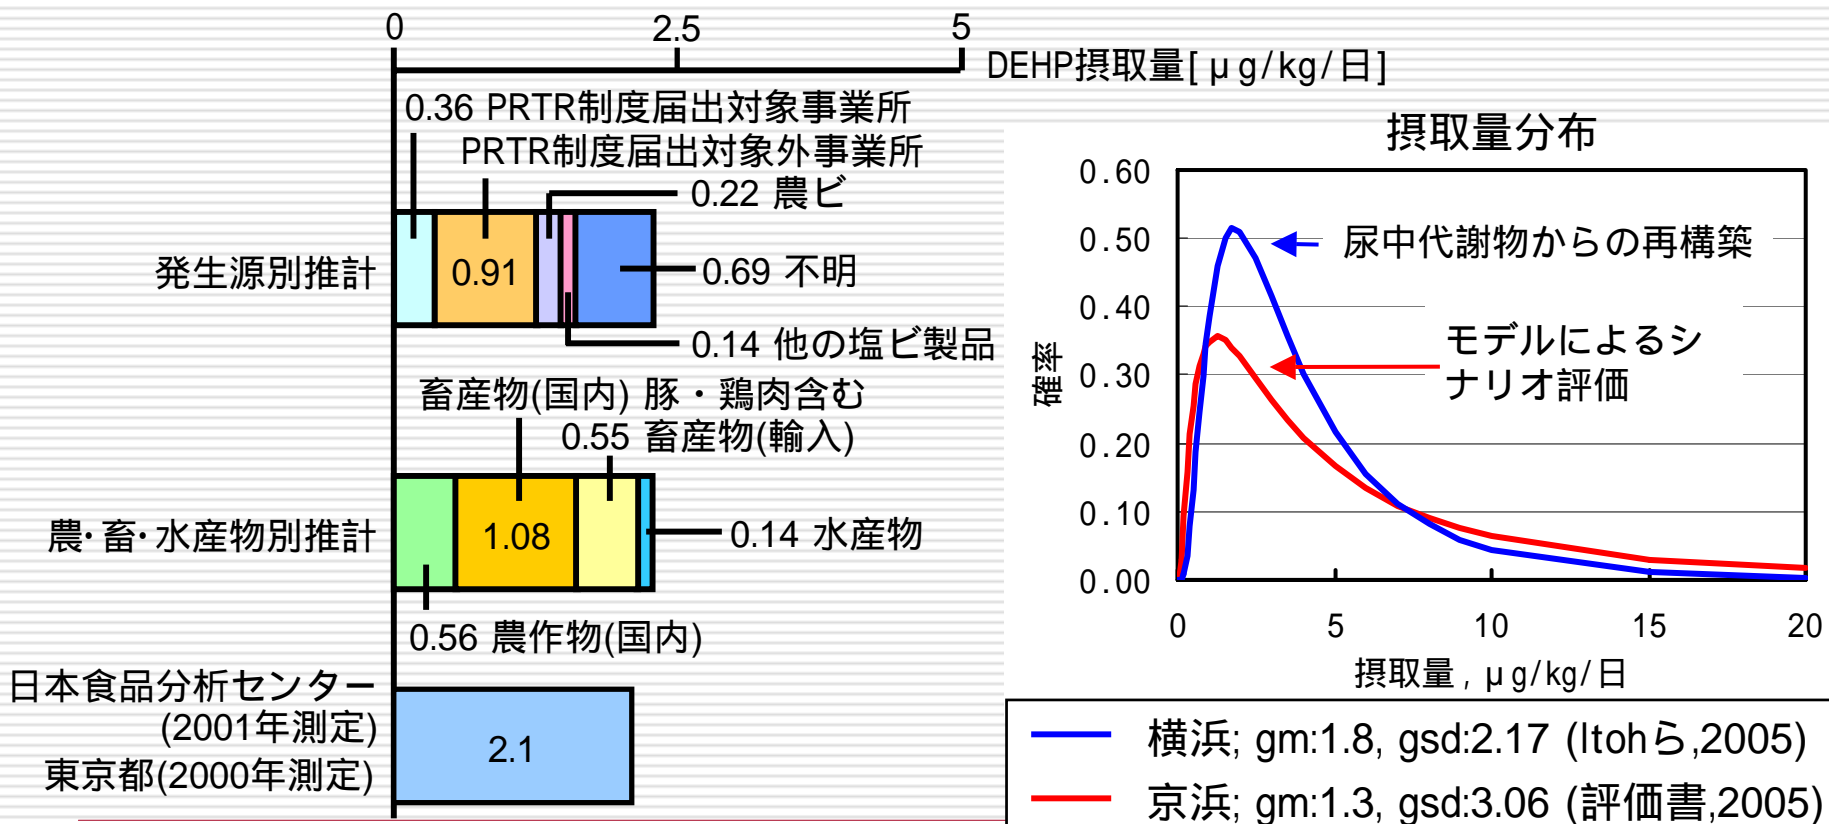 0 2.5 5
DEHP摂取量[μg/kg/日]
0.36 PRTR制度届出対象事業所
PRTR制度届出対象外事業所
0.22 農ビ
発生源別推計
0.91
0.69 不明
0.14 他の塩ビ製品
畜産物(国内) 豚・鶏肉含む
0.55 畜産物(輸入)
農・畜・水産物別推計
1.08
0.14 水産物
0.56 農作物(国内)
日本食品分析センター
(2001年測定)
東京都(2000年測定)
2.1
摂取量分布
0.60
0.50
0.40
0.30
0.20
0.10
0.00
確率
尿中代謝物からの再構築
モデルによるシ
ナリオ評価
0 5 10 15 20
摂取量, μg/kg/日
横浜; gm:1.8, gsd:2.17 (Itohら,2005)
京浜; gm:1.3, gsd:3.06 (評価書,2005)